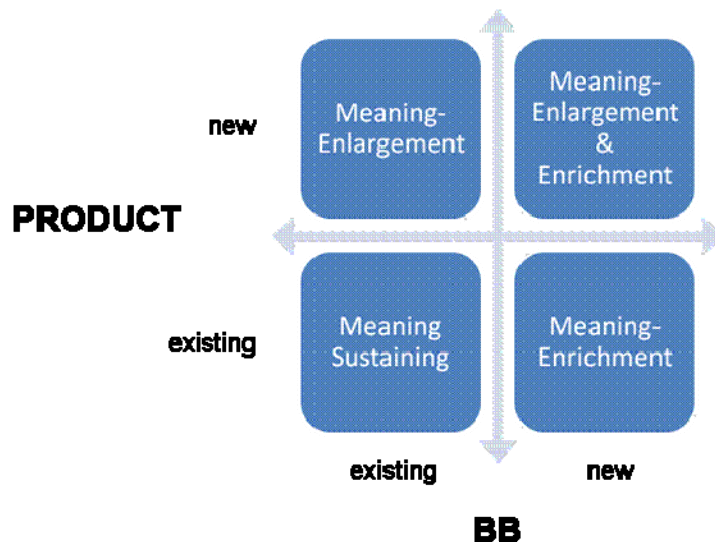 Meaning-
Enlargement
Meaning-
Enlargement
&
Enrichment
new
PRODUCT
existing
Meaning
Sustaining
Meaning-
Enrichment
existing
new
BB